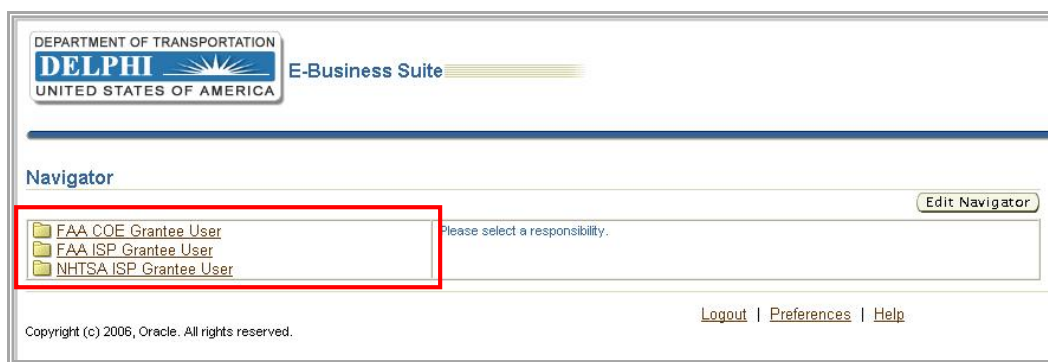 DEPARTMENT OF TRANSPORTATION
DELPHI
UNITED STATES OF AMERICA
E-Business Suite
Navigator
Edit Navigator
FAA COE Grantee User
FAA ISP Grantee User
NHTSA ISP Grantee User
Please select a responsibility.
Logout | Preferences | Help
Copyright (c) 2006, Oracle. All rights reserved.